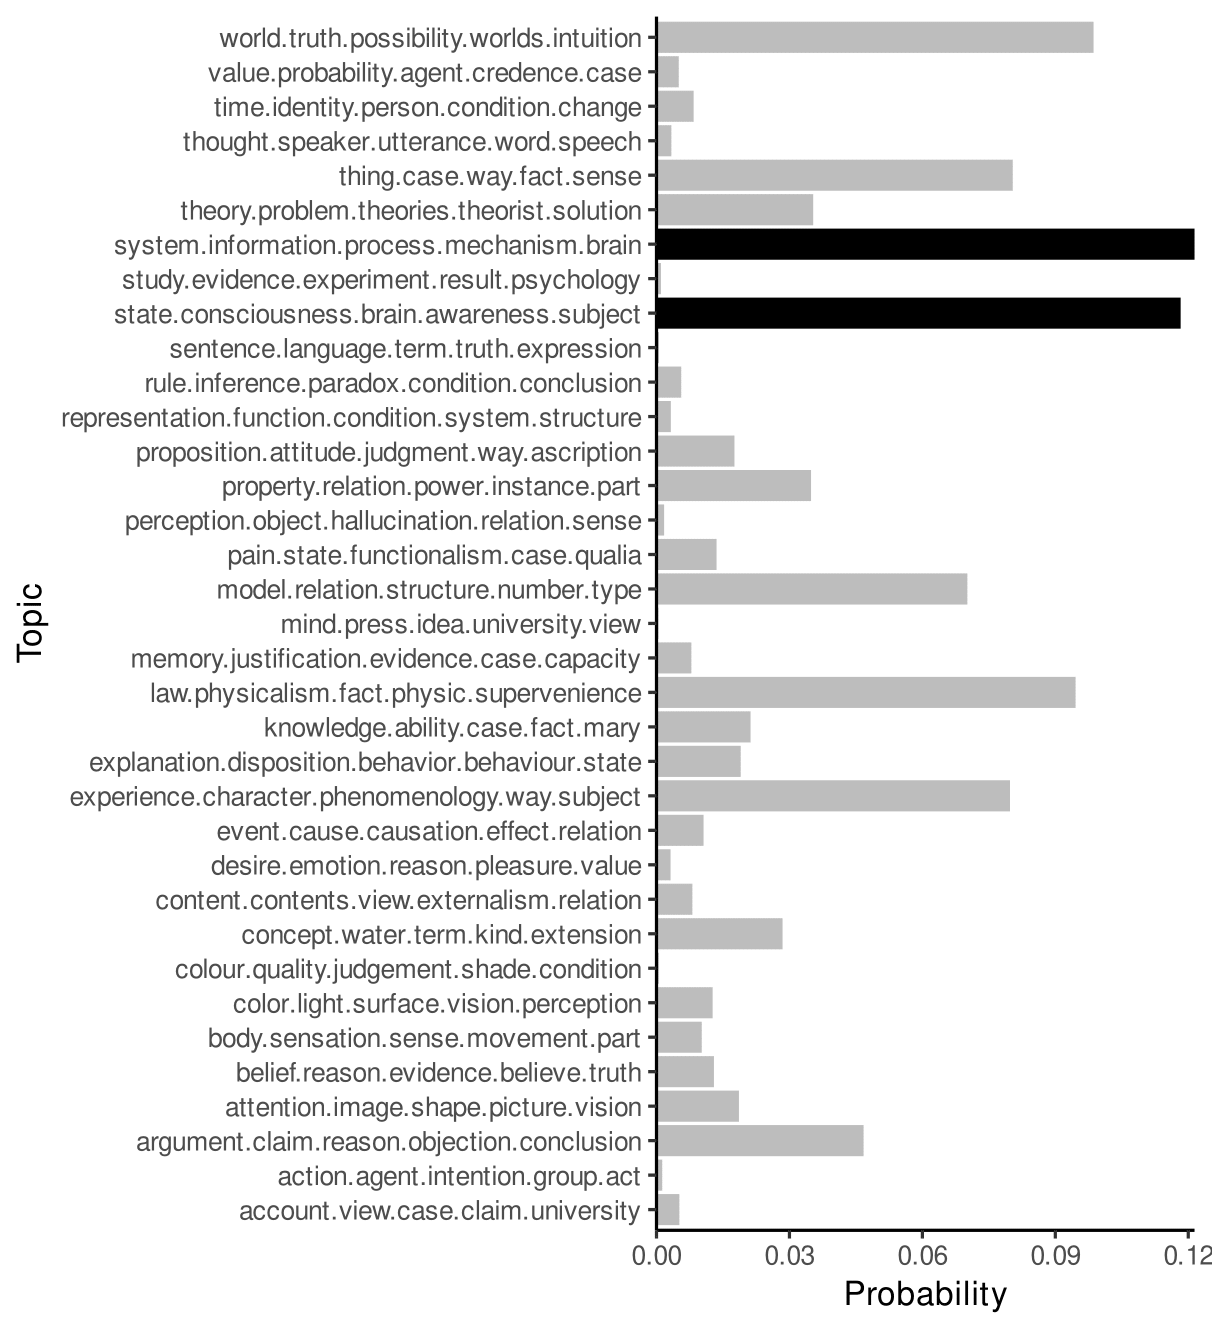 world.truth.possibility.worlds.intuition
value.probability.agent.credence.case
time.identity.person.condition.change
thought.speaker.utterance.word.speech
thing.case.way.fact.sense
theory.problem.theories.theorist.solution
system.information.process.mechanism.brain
study.evidence.experiment.result.psychology
state.consciousness.brain.awareness.subject
sentence.language.term.truth.expression
rule.inference.paradox.condition.conclusion
representation.function.condition.system.structure
proposition.attitude.judgment.way.ascription
property.relation.power.instance.part
perception.object.hallucination.relation.sense
pain.state.functionalism.case.qualia
model.relation.structure.number.type
mind.press.idea.university.view
memory.justification.evidence.case.capacity
law.physicalism.fact.physic.supervenience
knowledge.ability.case.fact.mary
explanation.disposition.behavior.behaviour.state
experience.character.phenomenology.way.subject
event.cause.causation.effect.relation
desire.emotion.reason.pleasure.value
content.contents.view.externalism.relation
concept.water.term.kind.extension
colour.quality.judgement.shade.condition
color.light.surface.vision.perception
body.sensation.sense.movement.part
belief.reason.evidence.believe.truth
attention.image.shape.picture.vision
argument.claim.reason.objection.conclusion
action.agent.intention.group.act
account.view.case.claim.university
Topic
0.00 0.03 0.06 0.09 0.12
Probability